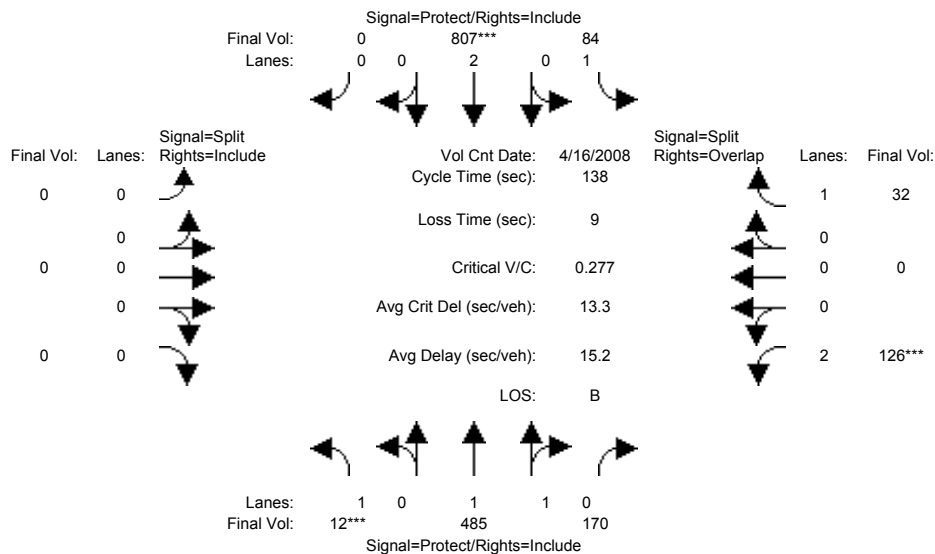 Signal=Protect/Rights=Include
Final Vol: 0 807*** 84
Lanes: 0 0 2 0 1
Signal=Split
Rights=Include
Final Vol: Lanes:
0 0
0
0 0
0
0 0
Vol Cnt Date: 4/16/2008
Cycle Time (sec): 138
Loss Time (sec): 9
Critical V/C: 0.277
Avg Crit Del (sec/veh): 13.3
Avg Delay (sec/veh): 15.2
LOS: B
Signal=Split
Rights=Overlap
Lanes: Final Vol:
1 32
0
0 0
0
2 126***
Lanes: 1 0 1 1 0
Final Vol: 12*** 485 170
Signal=Protect/Rights=Include